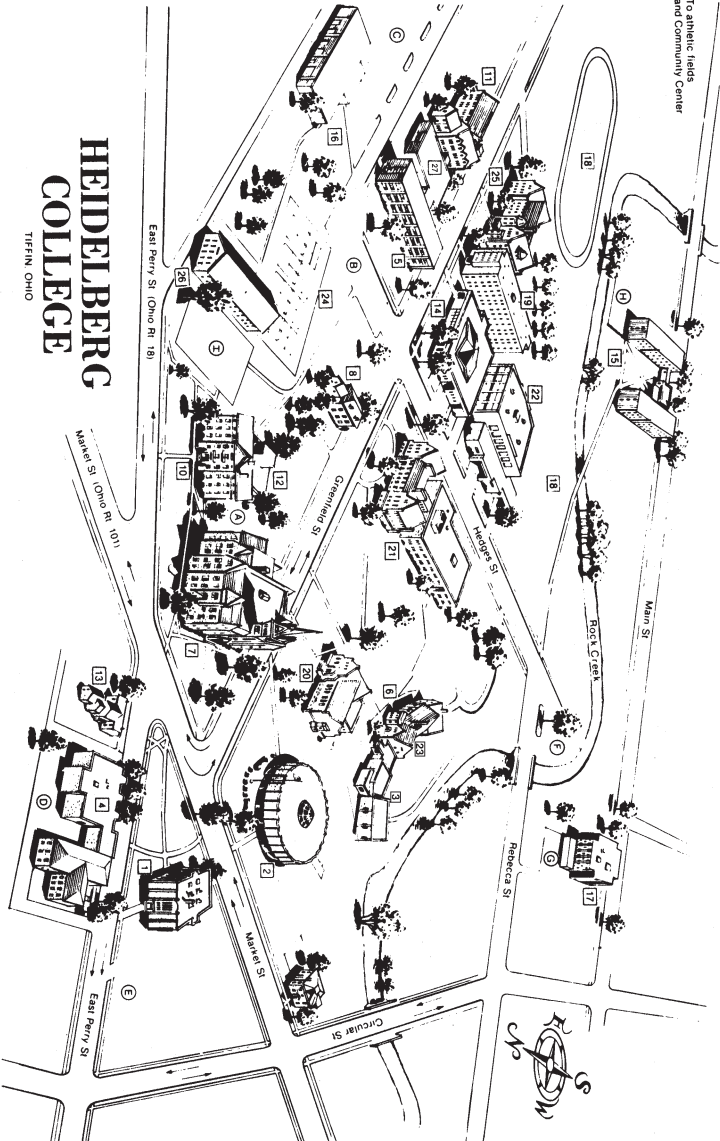 To athletic fields
and Community Center
HEIDELBERG
COLLEGE
TIFFIN, OHIO
East Perry St (Ohio Rt 18)
Market St (Ohio Rt 101)
Greenfield St
Hedges St
Main St
Rock Creek
Rebecca St
Market St
East Perry St
Circular St
C
11
16
27
25
18
5
B
26
24
I
14
19
H
15
8
22
10
12
A
18
21
7
20
6
23
3
F
13
4
D
1
2
G
17
E
E
S
N
W